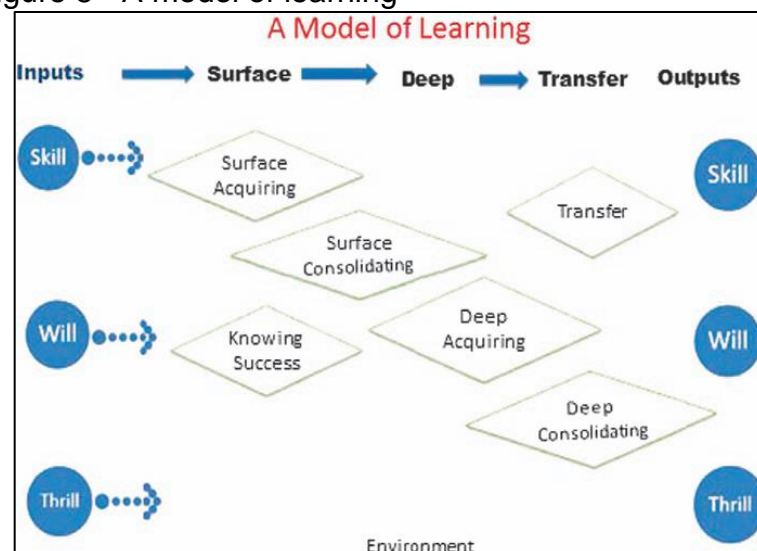 A Model of Learning
Inputs Surface Deep Transfer Outputs
Skill
Surface
Acquiring
Transfer
Skill
Surface
Consolidating
Will
Knowing
Success
Deep
Acquiring
Will
Deep
Consolidating
Thrill
Thrill
Environment